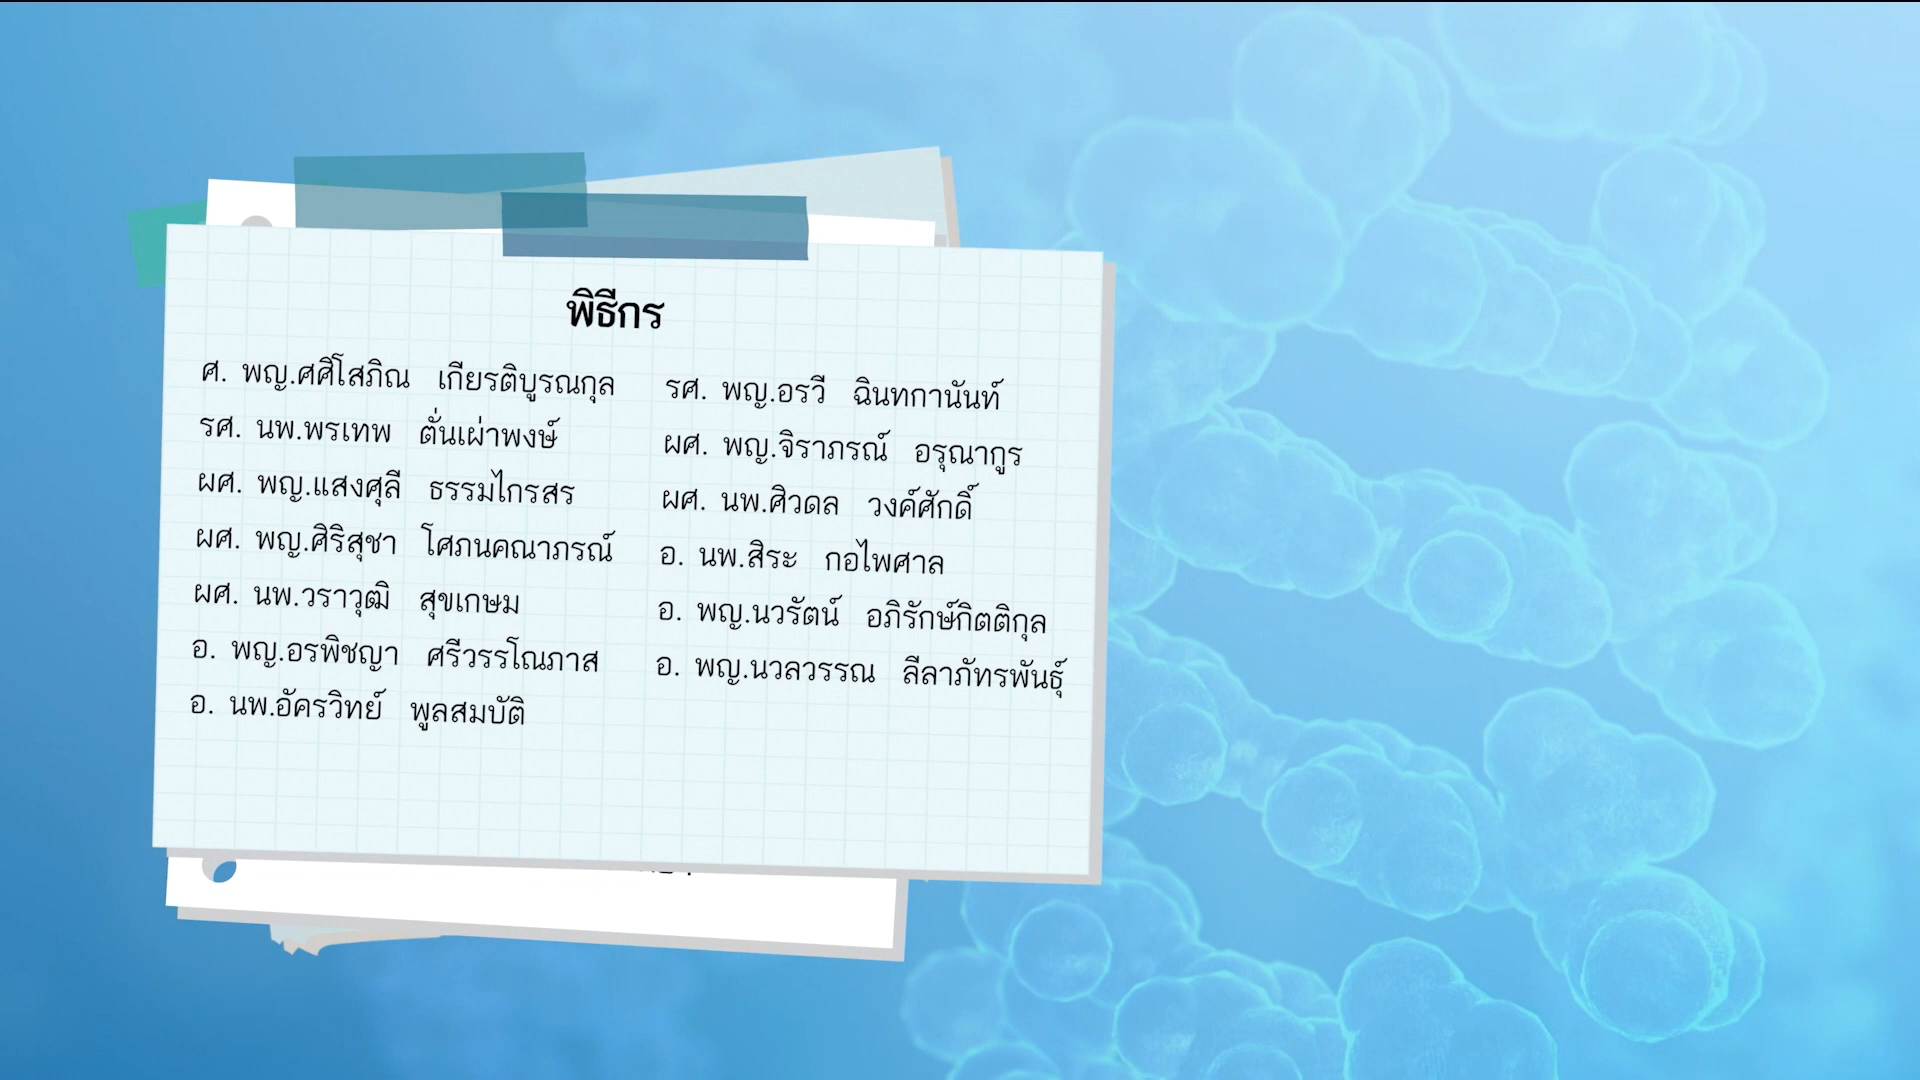 พิธีกร
ศ. พญ.ศศิโสภิณ เกียรติบูรณกุล
รศ. นพ.พรเทพ ตั่นเผ่าพงษ์
ผศ. พญ.แสงศุลี ธรรมไกรสร
ผศ. พญ.ศิริสุชา โศภนคณาภรณ์
ผศ. นพ.วราวุฒิ สุขเกษม
อ. พญ.อรพิชญา ศรีวรรโณภาส
อ. นพ.อัครวิทย์ พูลสมบัติ
รศ. พญ.อรวี ฉินทกานันท์
ผศ. พญ.จิราภรณ์ อรุณากูร
ผศ. นพ.ศิวดล วงค์ศักดิ์
อ. นพ.สิระ กอไพศาล
อ. พญ.นวรัตน์ อภิรักษ์กิตติกุล
อ. พญ.นวลวรรณ ลีลาภัทรพันธุ์